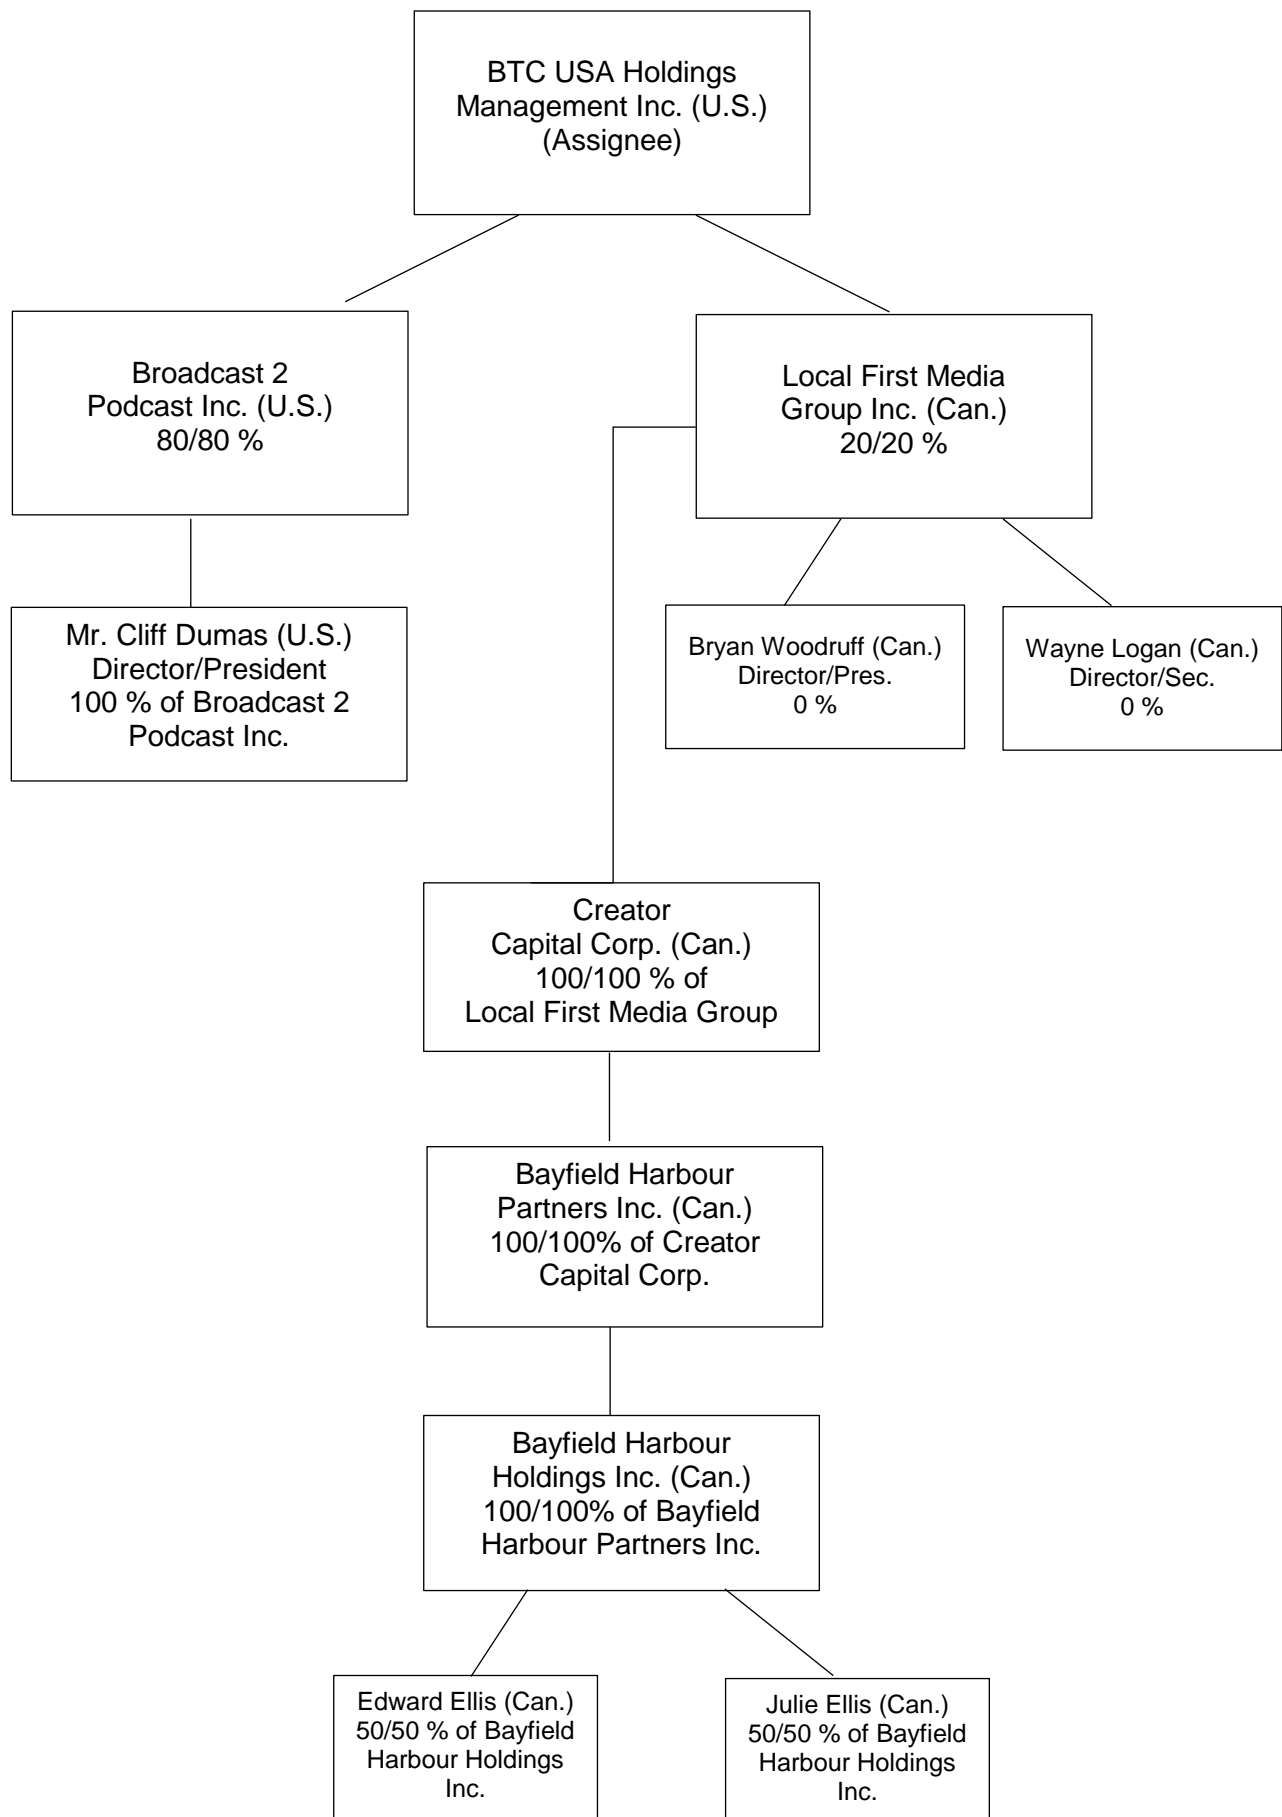 BTC USA Holdings
Management Inc. (U.S.)
(Assignee)
Broadcast 2
Podcast Inc. (U.S.)
80/80 %
Local First Media
Group Inc. (Can.)
20/20 %
Mr. Cliff Dumas (U.S.)
Director/President
100 % of Broadcast 2
Podcast Inc.
Bryan Woodruff (Can.)
Director/Pres.
0 %
Wayne Logan (Can.)
Director/Sec.
0 %
Creator
Capital Corp. (Can.)
100/100 % of
Local First Media Group
Bayfield Harbour
Partners Inc. (Can.)
100/100% of Creator
Capital Corp.
Bayfield Harbour
Holdings Inc. (Can.)
100/100% of Bayfield
Harbour Partners Inc.
Edward Ellis (Can.)
50/50 % of Bayfield
Harbour Holdings
Inc.
Julie Ellis (Can.)
50/50 % of Bayfield
Harbour Holdings
Inc.